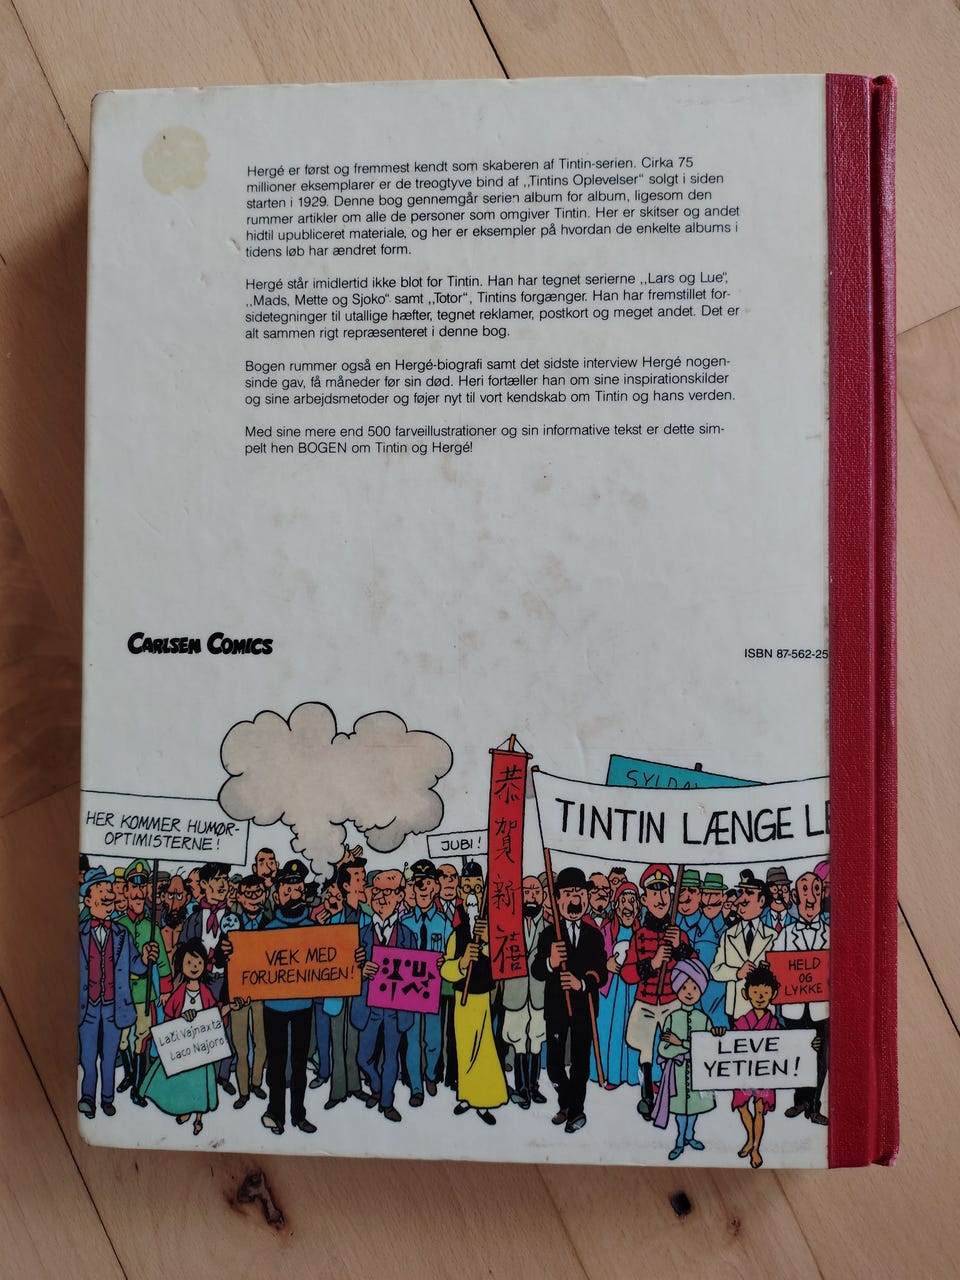 Hergé er først og fremmest kendt som skaberen af Tintin-serien. Cirka 75
millioner eksemplarer er de treogtyve bind af ,,Tintins Oplevelser“ solgt i siden
starten i 1929. Denne bog gennemgår serien album for album, ligesom den
rummer artikler om alle de personer som omgiver Tintin. Her er skitser og andet
hidtil upubliceret materiale, og her er eksempler på hvordan de enkelte albums i
tidens løb har ændret form.
Hergé står imidlertid ikke blot for Tintin. Han har tegnet serierne ,,Lars og Lue“,
,,Mads, Mette og Sjoko“ samt ,,Totor“, Tintins forgænger. Han har fremstillet for-
sidetegninger til utallige hæfter, tegnet reklamer, postkort og meget andet. Det er
alt sammen rigt repræsenteret i denne bog.
Bogen rummer også en Hergé-biografi samt det sidste interview Hergé nogen-
sinde gav, få måneder før sin død. Heri fortæller han om sine inspirationskilder
og sine arbejdsmetoder og føjer nyt til vort kendskab om Tintin og hans verden.
Med sine mere end 500 farveillustrationer og sin informative tekst er dette sim-
pelt hen BOGEN om Tintin og Hergé!
CARLSEN COMICS
ISBN 87-562-25
HER KOMMER HUMØR-
OPTIMISTERNE!
JUBI!
恭賀新禧
SYLDAV
TINTIN LÆNGE LE
VÆK MED
FORURENINGEN!
HELD
OG
LYKKE
Lači Vajnaxta
Laco Najoro!
LEVE
YETIEN!